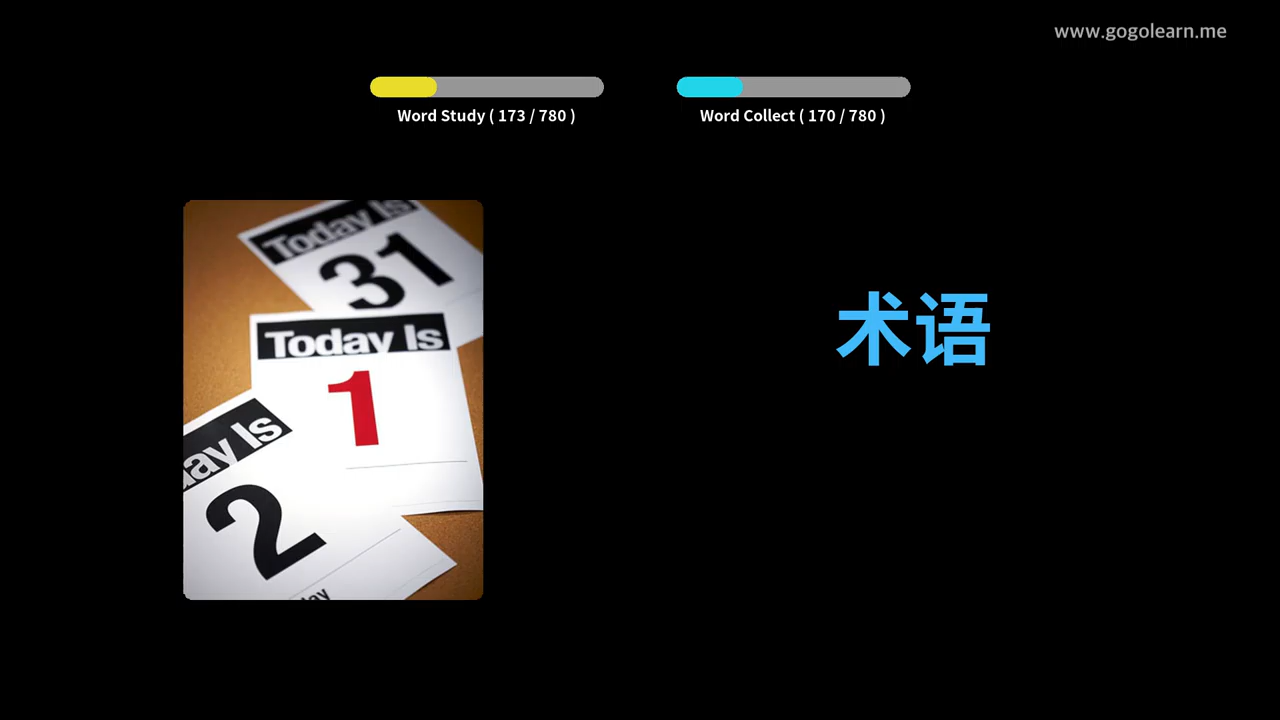 www.gogolearn.me
Word Study ( 173 / 780 )
Word Collect ( 170 / 780 )
Today Is
31
Today Is
1
术语
ay Is
2